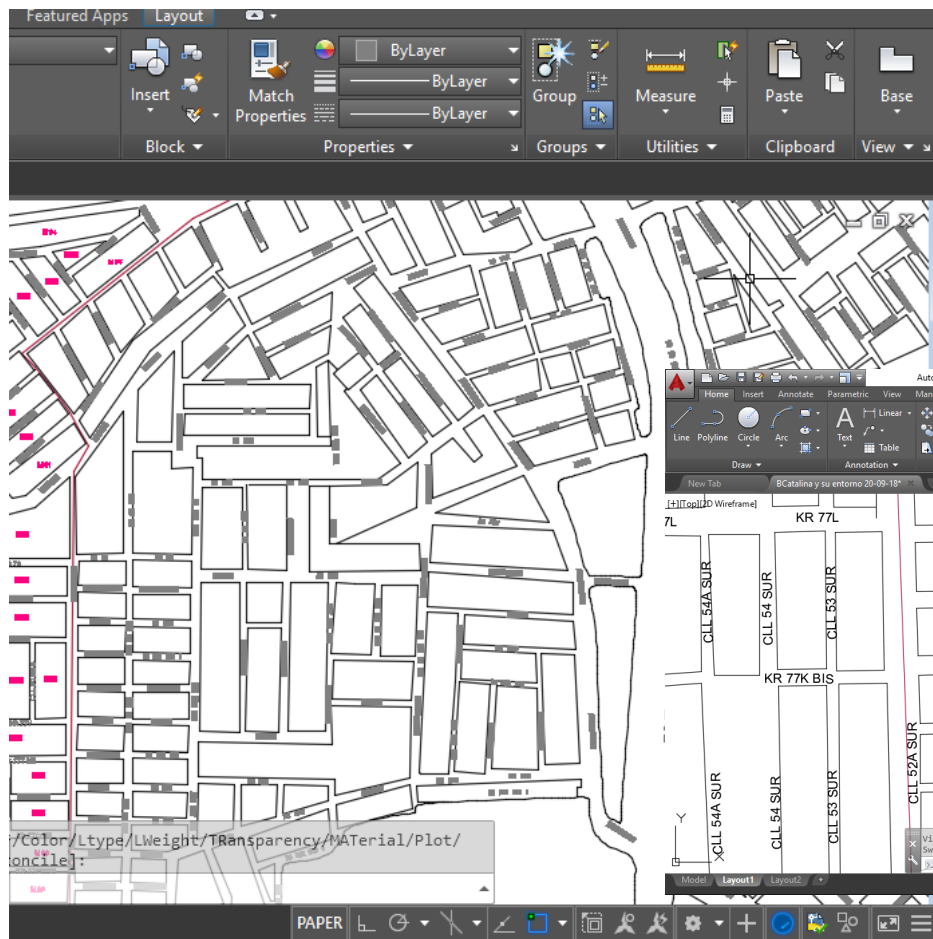 Featured Apps Layout
ByLayer
ByLayer
ByLayer
Insert
Match
Properties
Group
Measure
Paste
Base
Block
Properties
Groups
Utilities
Clipboard
View
Home Insert Annotate Parametric View Man
Auto
Line Polyline Circle Arc
Text
Linear
Table
Draw
Annotation
New Tab
BCatalina y su entorno 20-09-18*
[+][Top][2D Wireframe]
7L
KR 77L
CLL 54A SUR
CLL 54 SUR
CLL 53 SUR
KR 77K BIS
CLL 54A SUR
CLL 54 SUR
CLL 53 SUR
CLL 52A SUR
Y
X
Model Layout1 Layout2 +
/Color/Ltype/LWeight/TRansparency/MATerial/Plot/
concile]:
PAPER